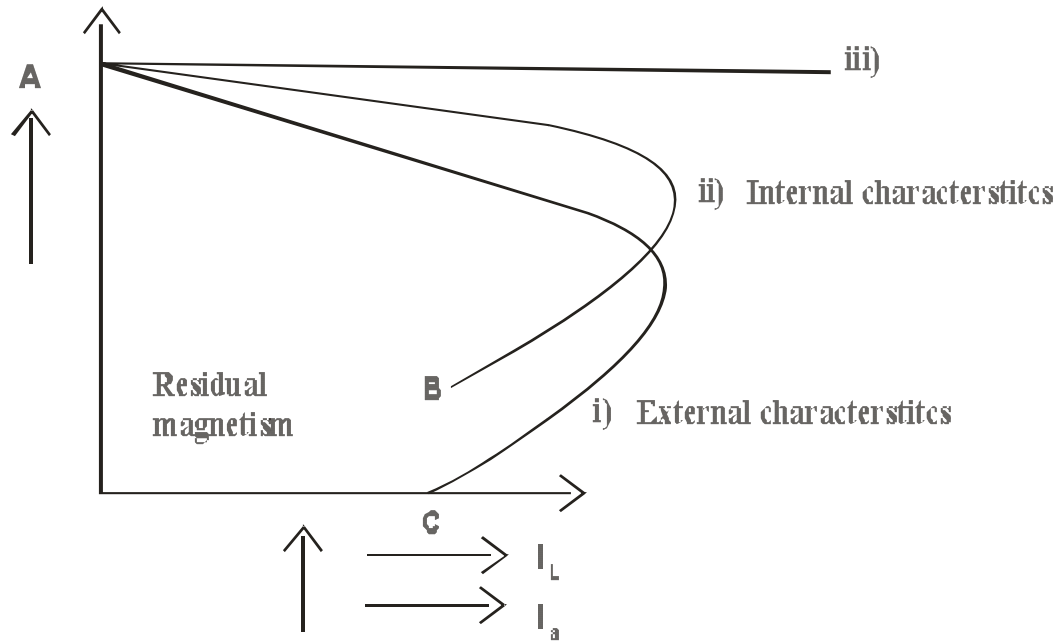 A
iii)
ii) Internal characterstitcs
Residual
magnetism
B
i) External characterstitcs
C
I L
I a